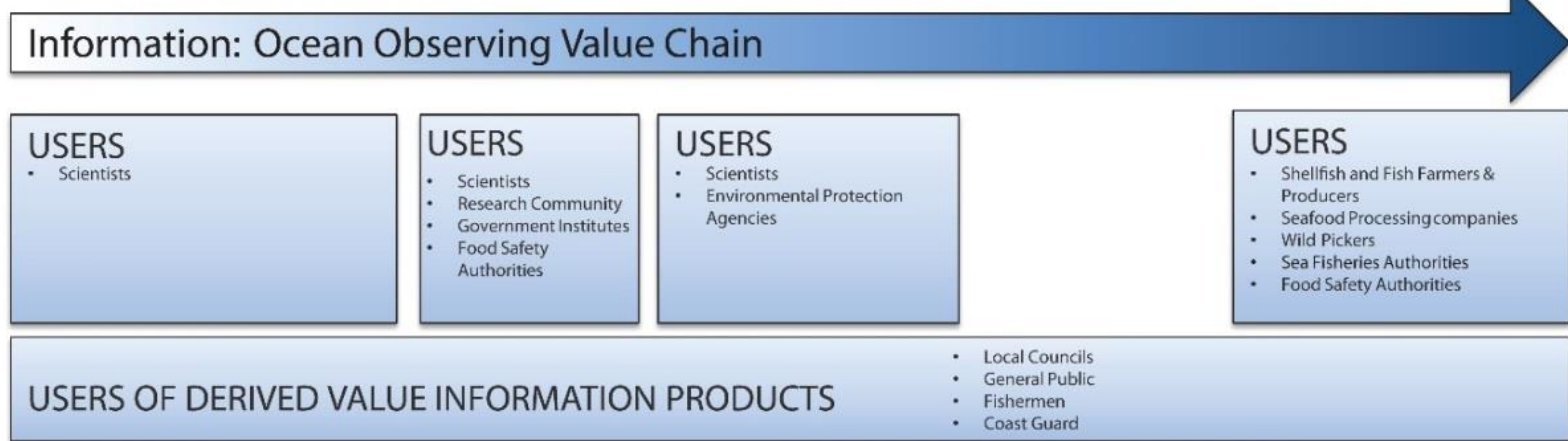 Information: Ocean Observing Value Chain
USERS
• Scientists
USERS
• Scientists
• Research Community
• Government Institutes
• Food Safety
Authorities
USERS
• Scientists
• Environmental Protection
Agencies
USERS
• Shellfish and Fish Farmers &
Producers
• Seafood Processing companies
• Wild Pickers
• Sea Fisheries Authorities
• Food Safety Authorities
USERS OF DERIVED VALUE INFORMATION PRODUCTS
• Local Councils
• General Public
• Fishermen
• Coast Guard